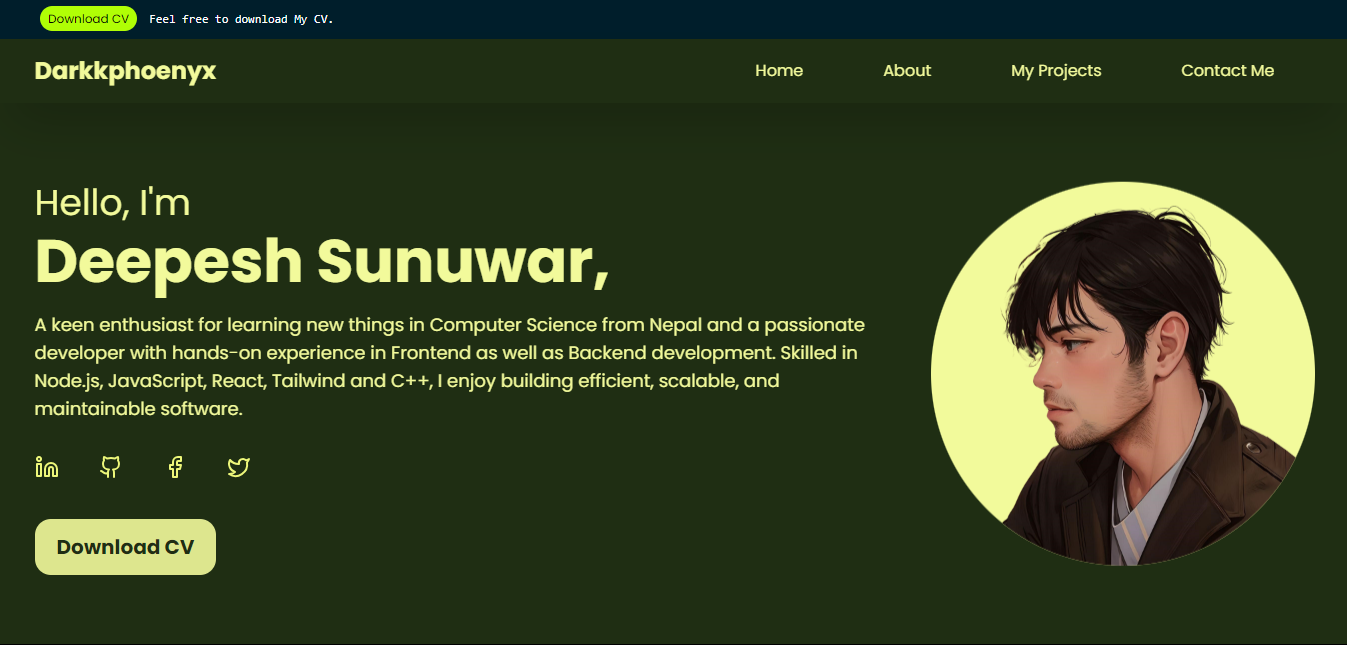 Download CV Feel free to download My CV.
Darkkphoenyx Home About My Projects Contact Me
Hello, I'm
Deepesh Sunuwar,
A keen enthusiast for learning new things in Computer Science from Nepal and a passionate
developer with hands-on experience in Frontend as well as Backend development. Skilled in
Node.js, JavaScript, React, Tailwind and C++, I enjoy building efficient, scalable, and
maintainable software.
Download CV